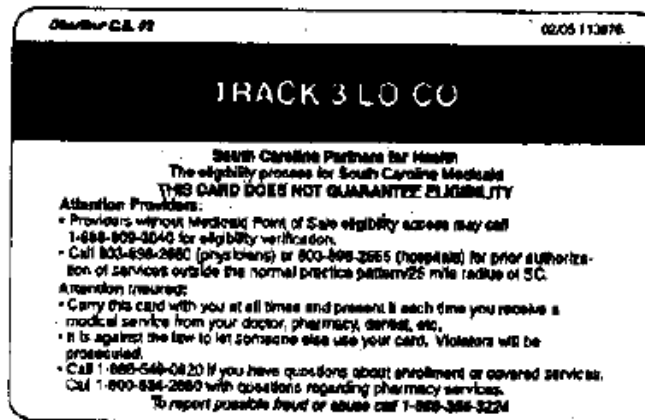 02/05
TRACK 3 LO CO
South Carolina Partners for Health
The eligibility process for South Carolina Medicaid
THIS CARD DOES NOT GUARANTEE ELIGIBILITY
Attention Providers:
• Providers without Medicaid Point of Sale eligibility access may call
for eligibility verification.
• Call (physicians) or (hospitals) for prior authoriza-
tion of services outside the normal practice pattern/25 mile radius of SC.
Attention Insured:
• Carry this card with you at all times and present it each time you receive a
medical service from your doctor, pharmacy, dentist, etc.
• It is against the law to let someone else use your card. Violators will be
prosecuted.
• Call if you have questions about enrollment or covered services.
Call with questions regarding pharmacy services.
To report possible fraud or abuse call